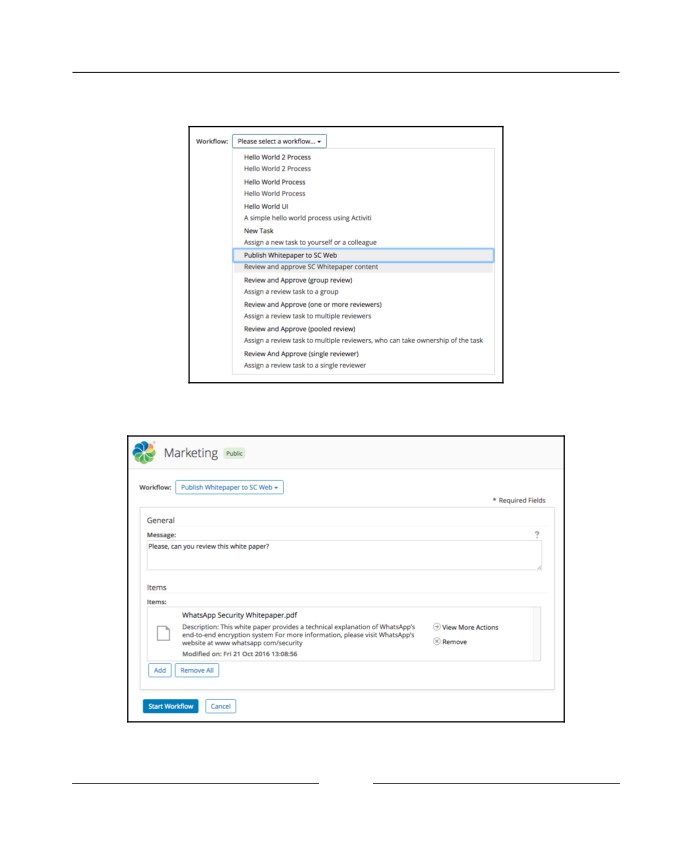 Workflow: Please select a workflow...
Hello World 2 Process
Hello World 2 Process
Hello World Process
Hello World Process
Hello World UI
A simple hello world process using Activiti
New Task
Assign a new task to yourself or a colleague
Publish Whitepaper to SC Web
Review and approve SC Whitepaper content
Review and Approve (group review)
Assign a review task to a group
Review and Approve (one or more reviewers)
Assign a review task to multiple reviewers
Review and Approve (pooled review)
Assign a review task to multiple reviewers, who can take ownership of the task
Review And Approve (single reviewer)
Assign a review task to a single reviewer
Marketing Public
Workflow: Publish Whitepaper to SC Web
* Required Fields
General
Message: ?
Please, can you review this white paper?
Items
Items:
WhatsApp Security Whitepaper.pdf
Description: This white paper provides a technical explanation of WhatsApp's
end-to-end encryption system For more information, please visit WhatsApp's
website at www whatsapp com/security
Modified on: Fri 21 Oct 2016 13:08:56
View More Actions
Remove
Add Remove All
Start Workflow Cancel